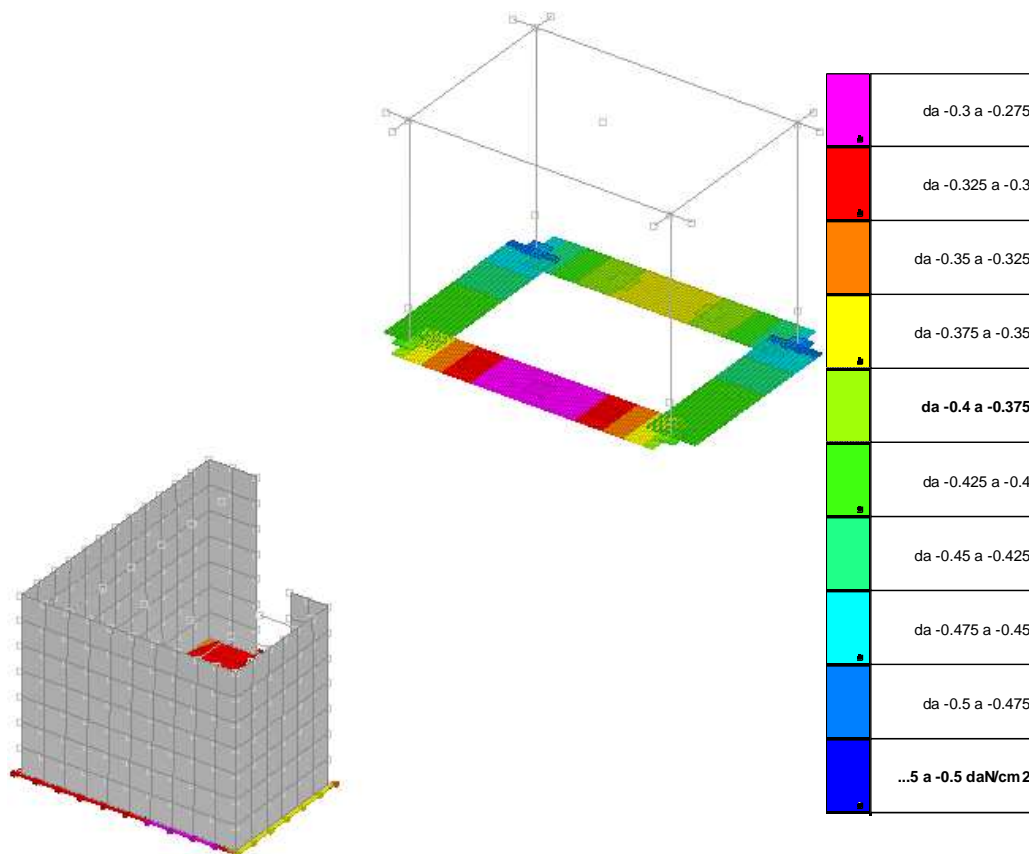 da -0.3 a -0.275
da -0.325 a -0.3
da -0.35 a -0.325
da -0.375 a -0.35
da -0.4 a -0.375
da -0.425 a -0.4
da -0.45 a -0.425
da -0.475 a -0.45
da -0.5 a -0.475
...5 a -0.5 daN/cm2